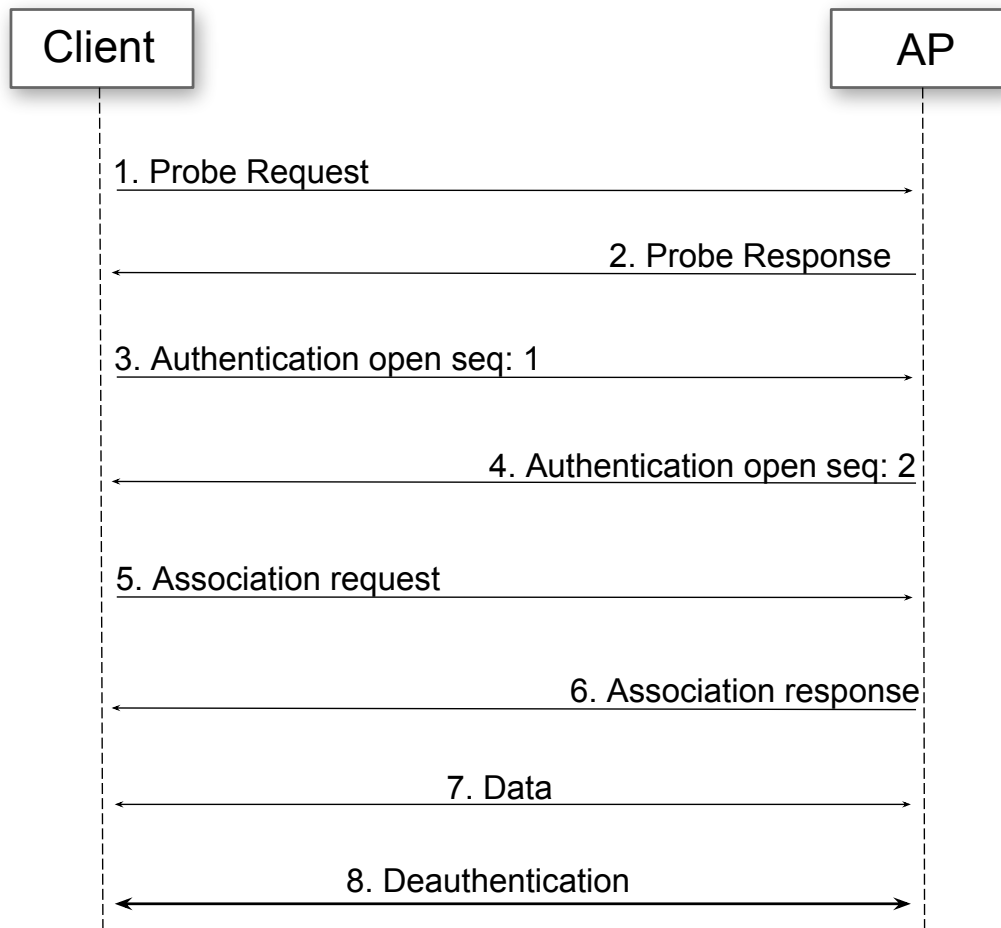 Client
AP
1. Probe Request
2. Probe Response
3. Authentication open seq: 1
4. Authentication open seq: 2
5. Association request
6. Association response
7. Data
8. Deauthentication